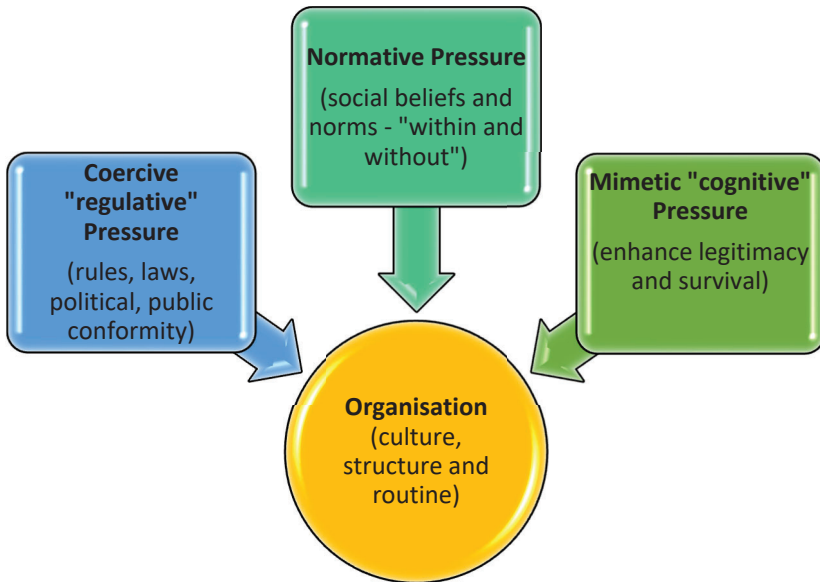 Normative Pressure
(social beliefs and
norms - "within and
without")
Coercive
"regulative"
Pressure
(rules, laws,
political, public
conformity)
Mimetic "cognitive"
Pressure
(enhance legitimacy
and survival)
Organisation
(culture,
structure and
routine)